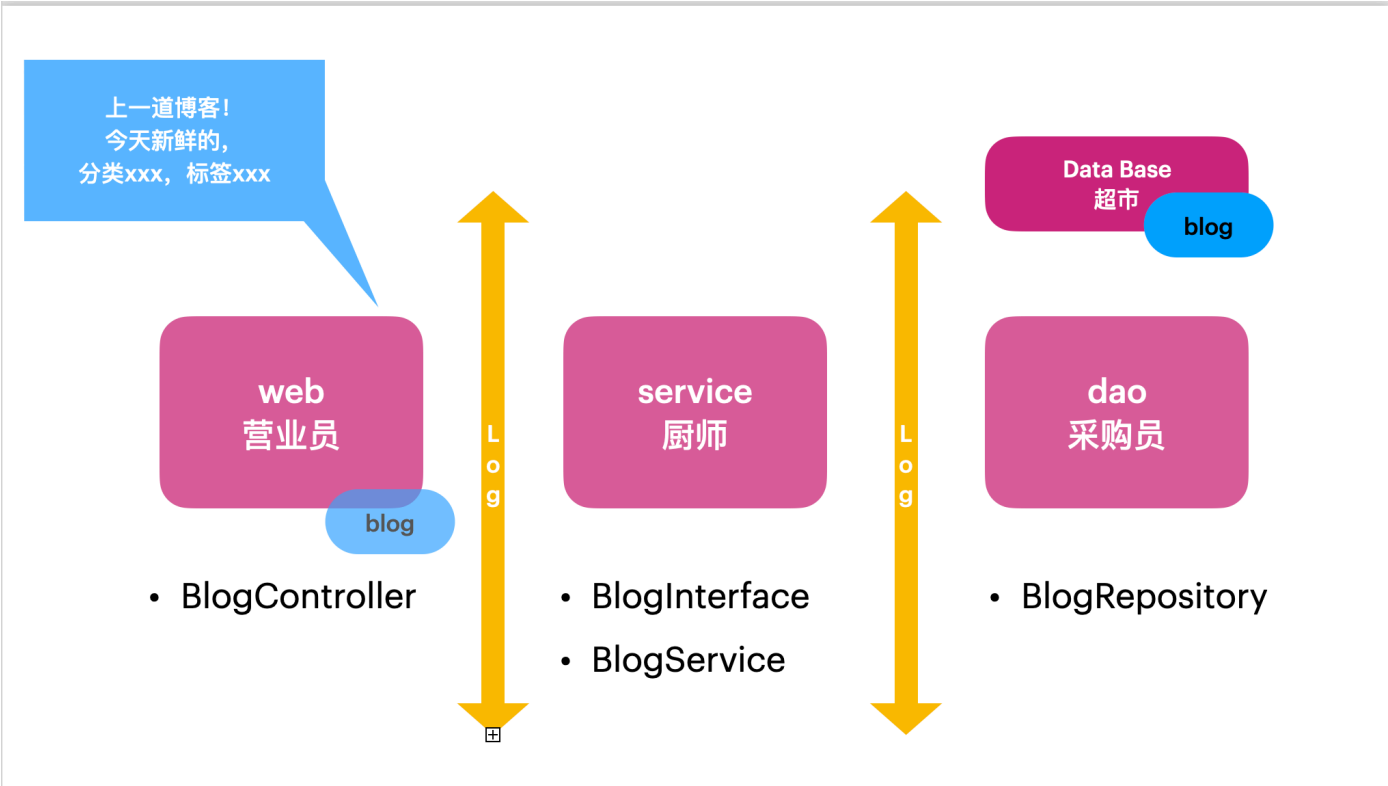 上一道博客！
今天新鲜的，
分类xxx，标签xxx
Data Base
超市
blog
web
营业员
blog
L
o
g
service
厨师
L
o
g
dao
采购员
• BlogController
• BlogInterface
• BlogService
• BlogRepository